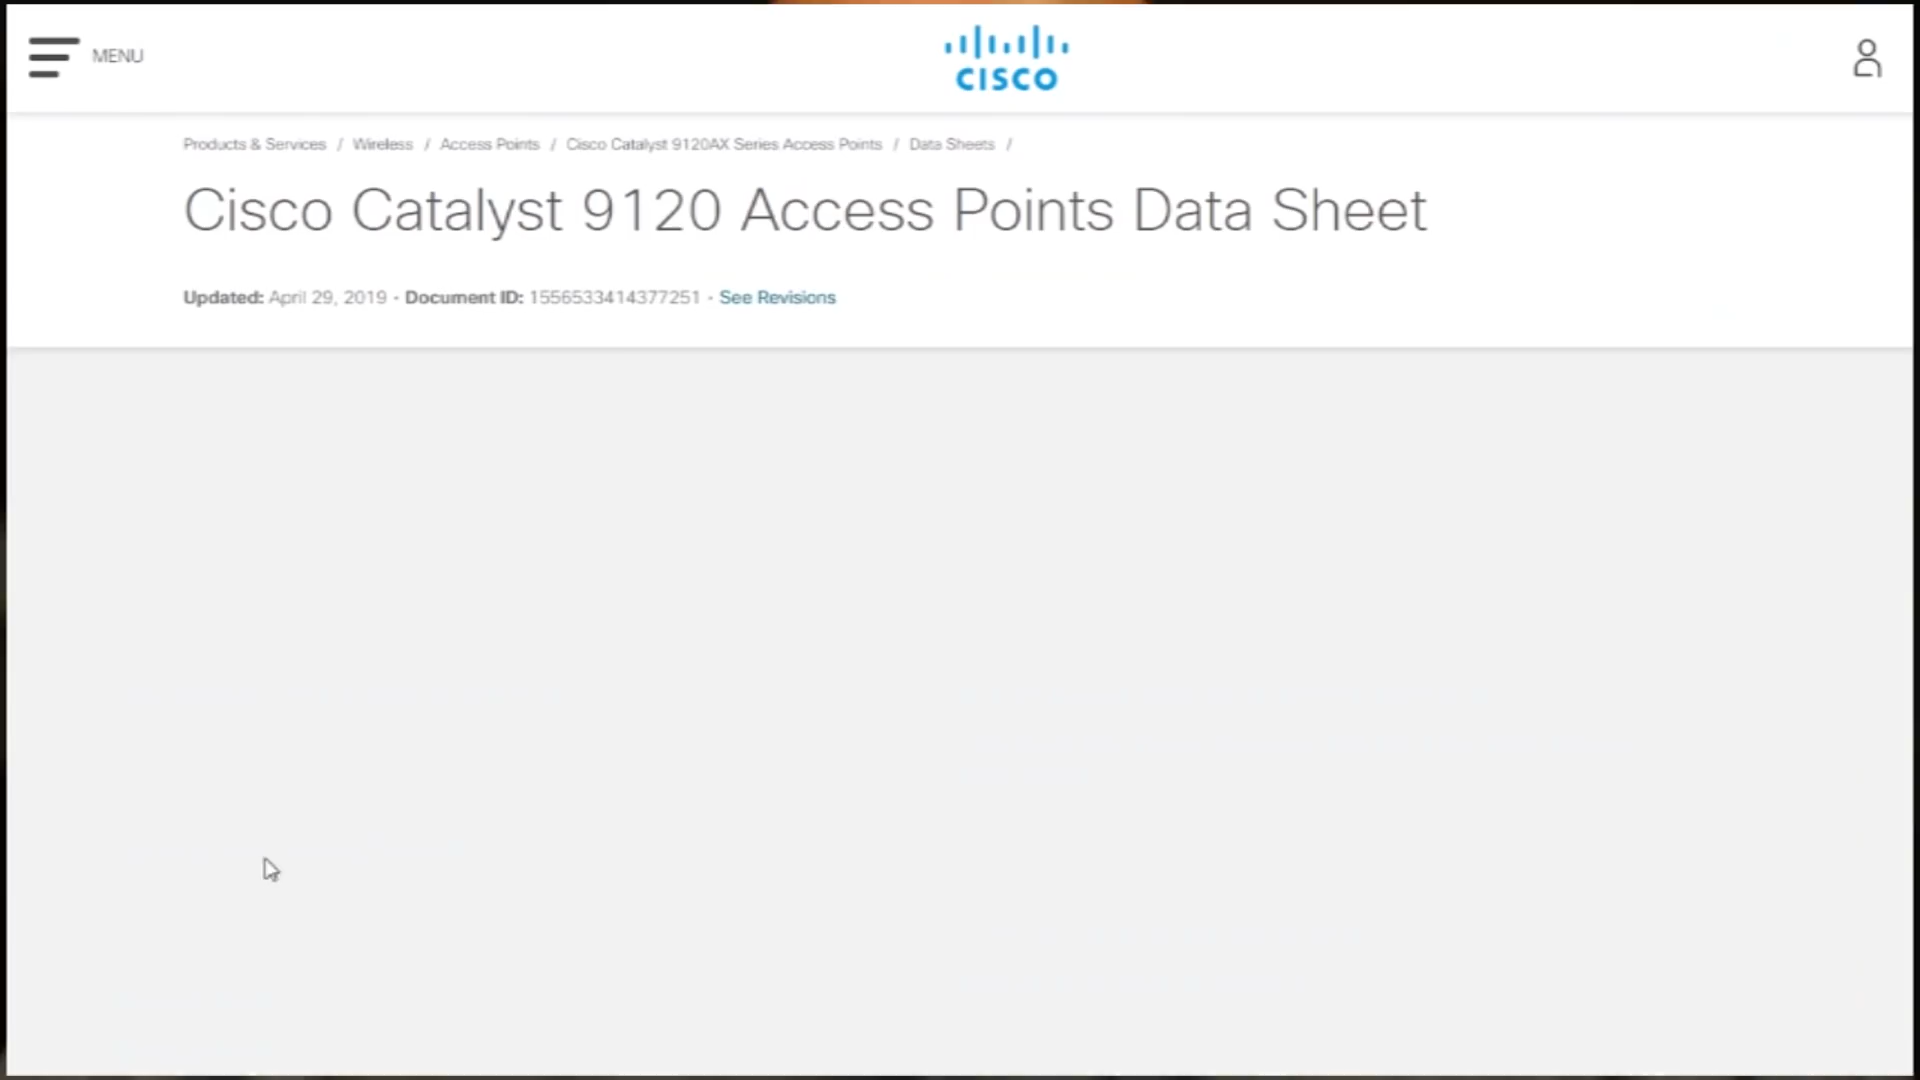 MENU
CISCO
Products & Services / Wireless / Access Points / Cisco Catalyst 9120AX Series Access Points / Data Sheets /
Cisco Catalyst 9120 Access Points Data Sheet
Updated: April 29, 2019 - Document ID: 1556533414377251 - See Revisions